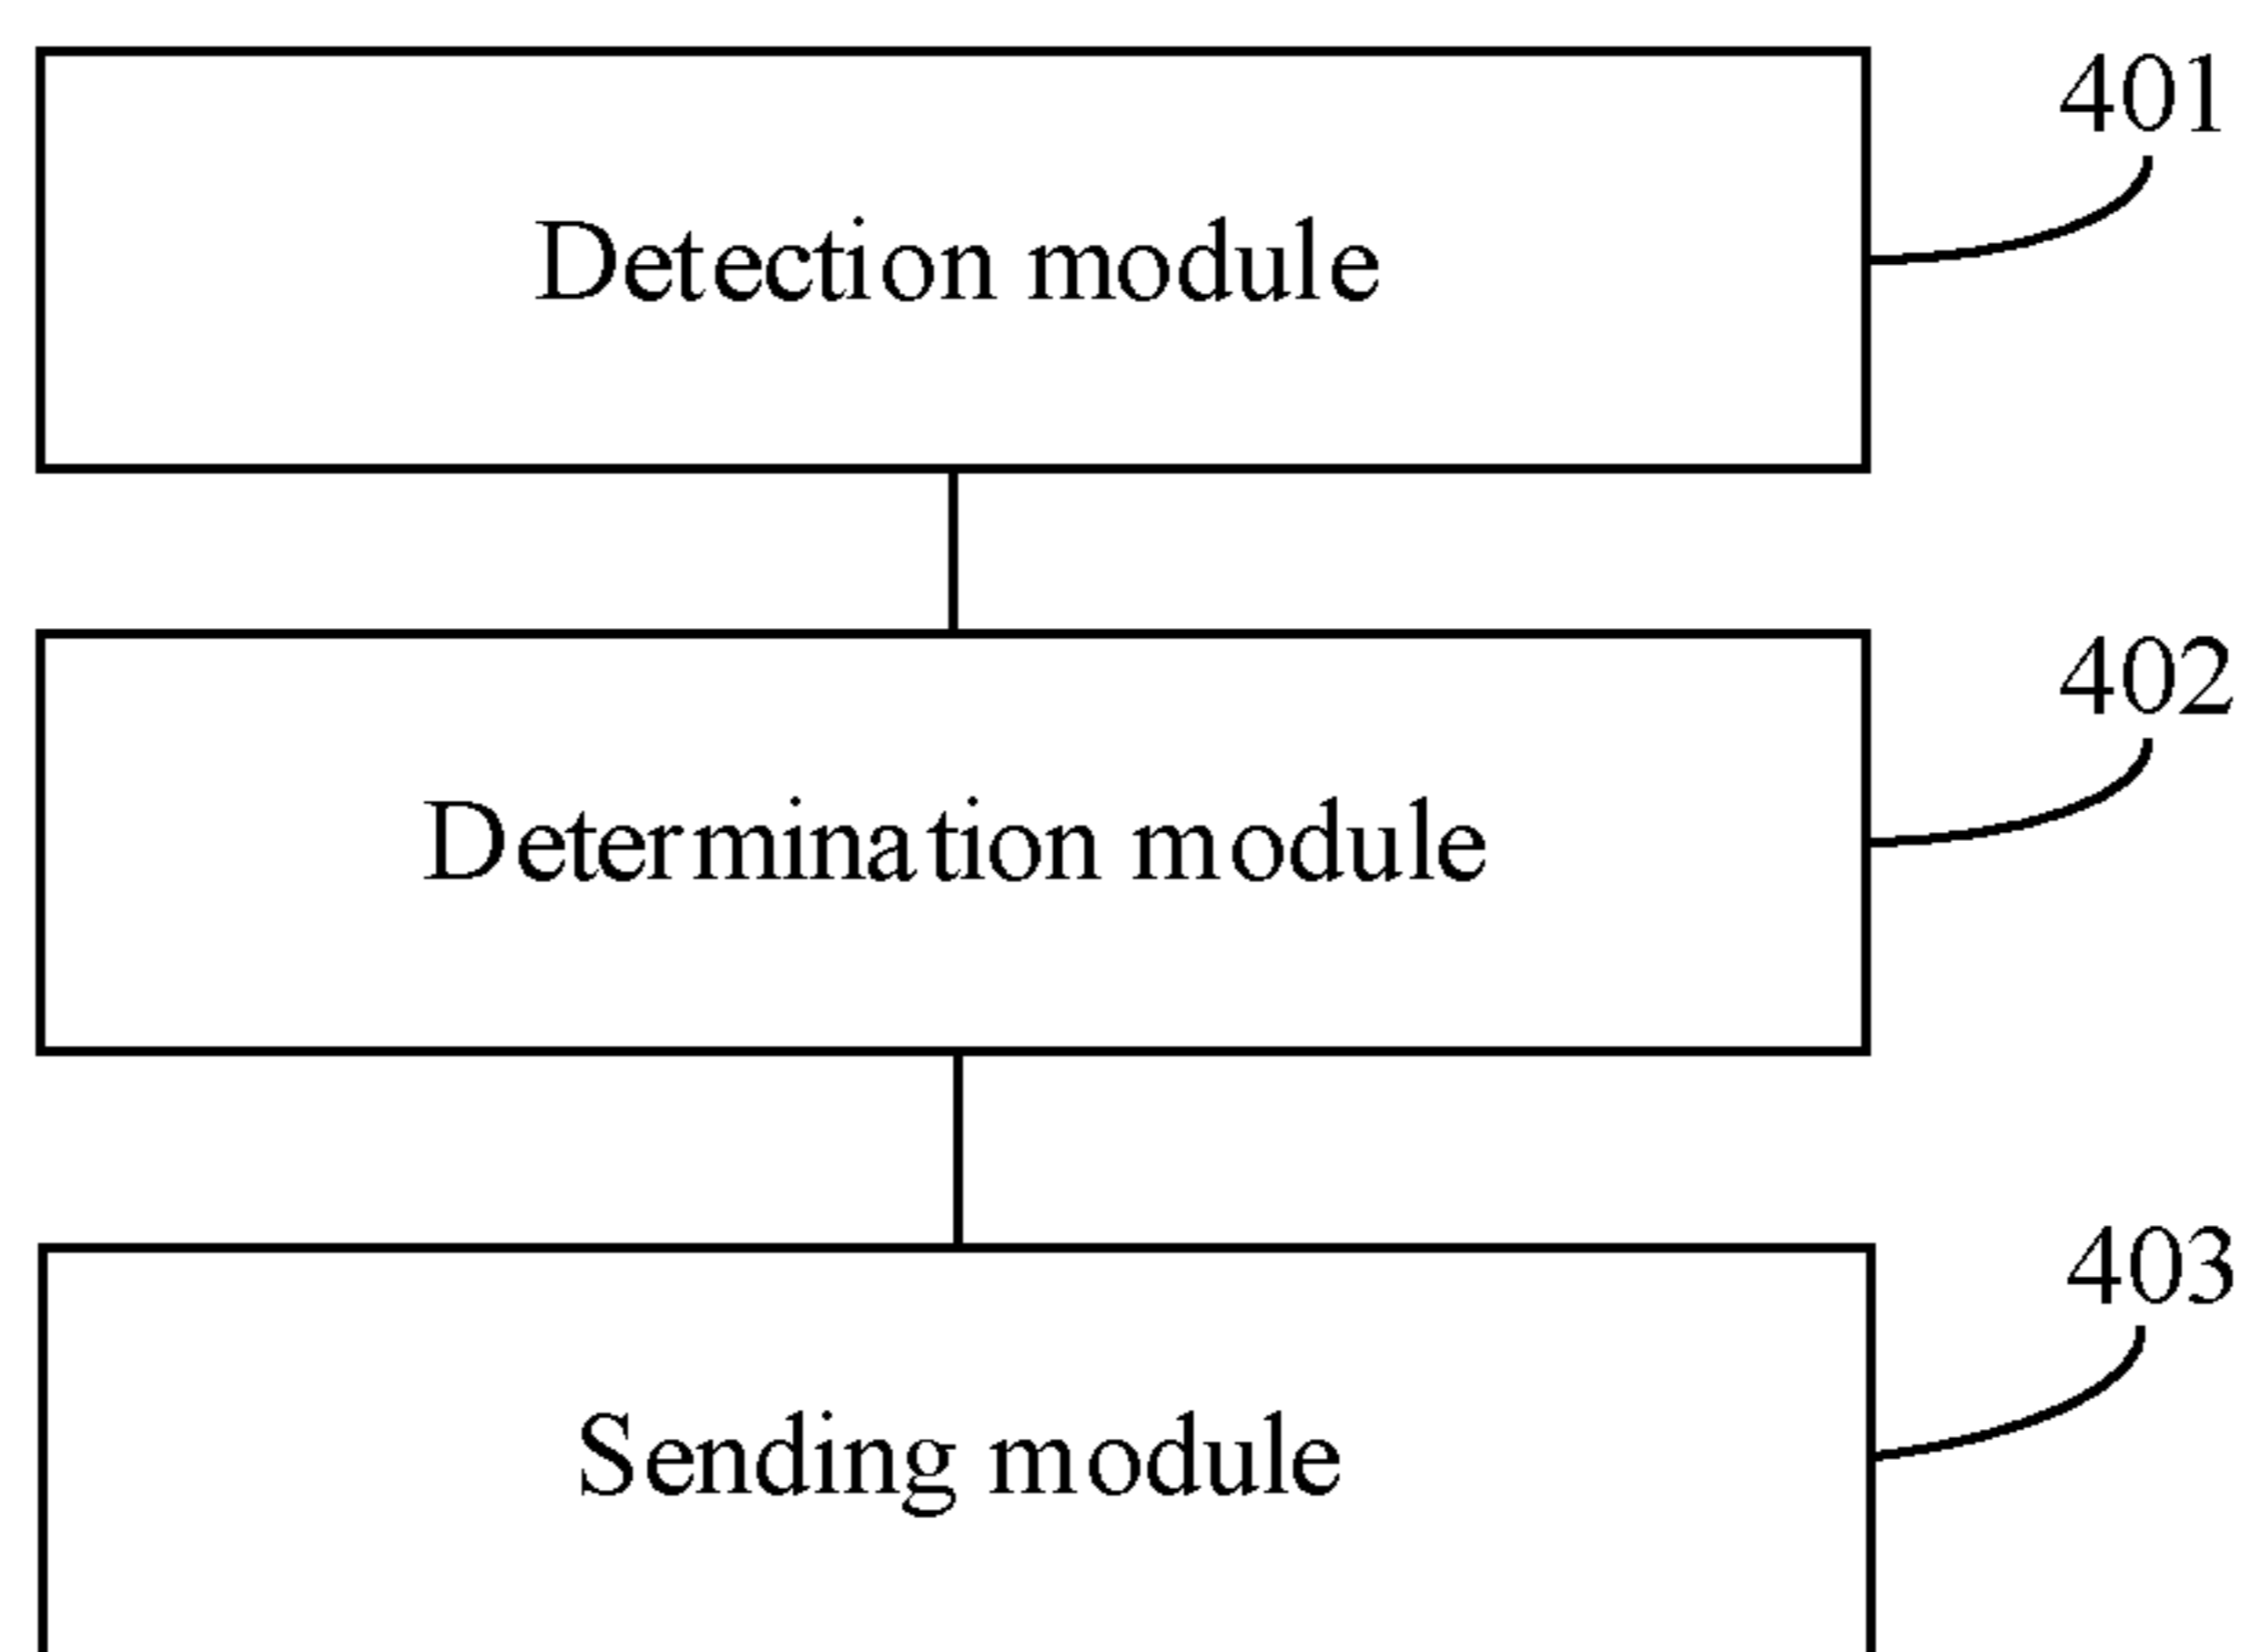 401
Detection module
402
Determination module
403
Sending module